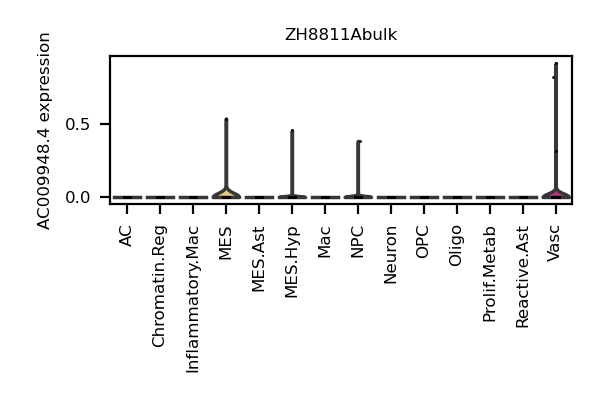 ZH8811Abulk
AC009948.4 expression
0.5
0.0
AC
Chromatin.Reg
Inflammatory.Mac
MES
MES.Ast
MES.Hyp
Mac
NPC
Neuron
OPC
Oligo
Prolif.Metab
Reactive.Ast
Vasc